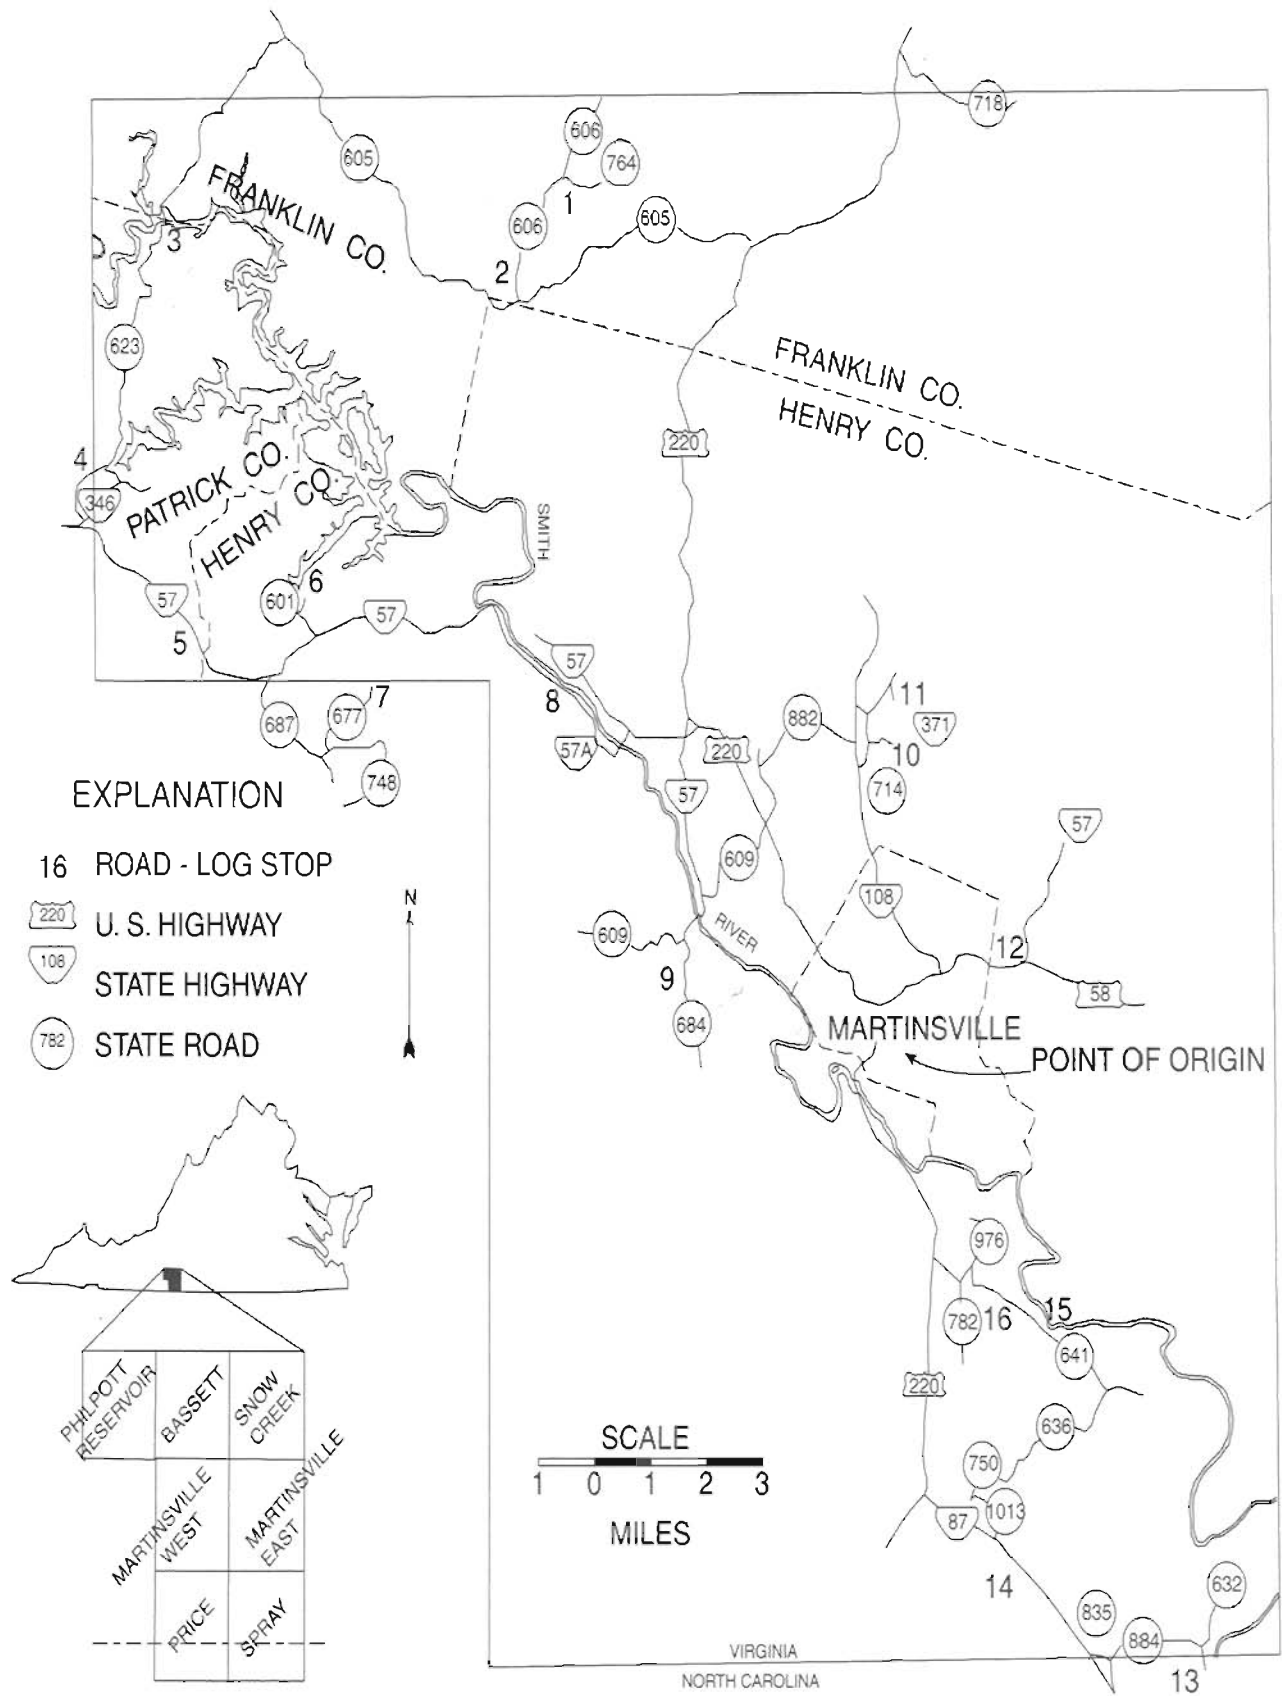 718
606
764
605
FRANKLIN CO.
1
606
605
3
2
623
FRANKLIN CO.
HENRY CO.
220
4
346
PATRICK CO.
HENRY CO.
SMITH
6
601
57
57
5
57
8
7
687
677
57A
748
11
371
882
220
10
714
57
57
609
108
EXPLANATION
16 ROAD - LOG STOP
220 U. S. HIGHWAY
108 STATE HIGHWAY
782 STATE ROAD
N
609
RIVER
9
684
12
58
MARTINSVILLE
POINT OF ORIGIN
976
782
16
15
641
220
636
750
1013
87
14
835
632
884
13
PHILPOTT
RESERVOIR
BASSETT
SNOW
CREEK
MARTINSVILLE
WEST
MARTINSVILLE
EAST
PRICE
SPRAY
SCALE
1 0 1 2 3
MILES
VIRGINIA
NORTH CAROLINA